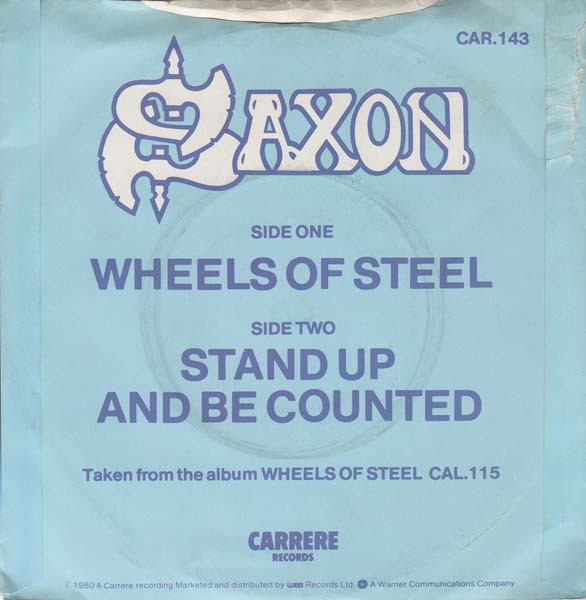 CAR.143
SAXON
SIDE ONE
WHEELS OF STEEL
SIDE TWO
STAND UP
AND BE COUNTED
Taken from the album WHEELS OF STEEL CAL.115
CARRERE
RECORDS
© 1980 A Carrere recording Marketed and distributed by wea Records Ltd. A Warner Communications Company